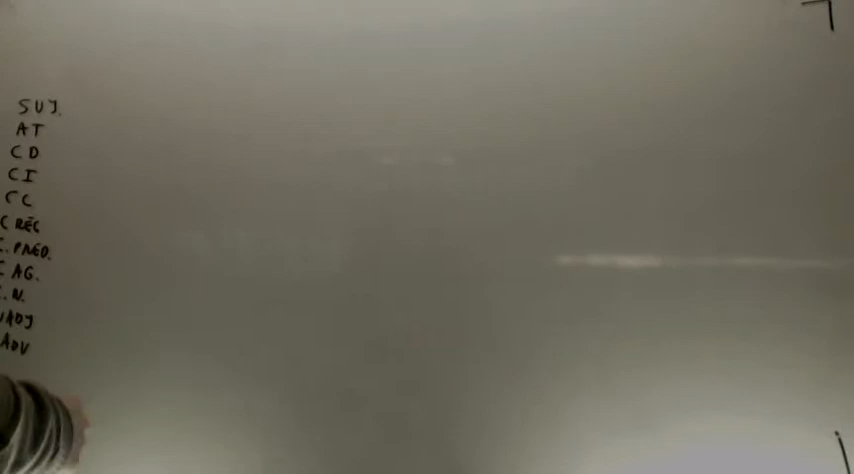 SUJ.
AT
CD
CI
CC
C RÉG
C. PRED.
C AG.
C. N.
ADJ
ADV